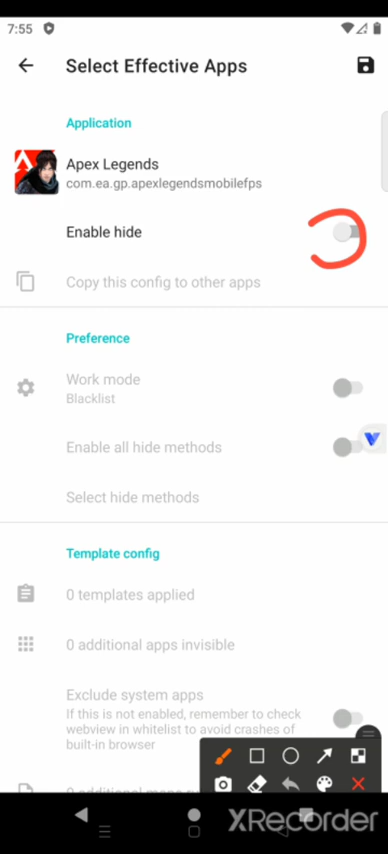 7:55
Select Effective Apps
Application
Apex Legends
com.ea.gp.apexlegendsmobilefps
Enable hide
Copy this config to other apps
Preference
Work mode
Blacklist
Enable all hide methods
Select hide methods
Template config
0 templates applied
0 additional apps invisible
Exclude system apps
If this is not enabled, remember to check
webview in whitelist to avoid crashes of
built-in browser
XRecorder